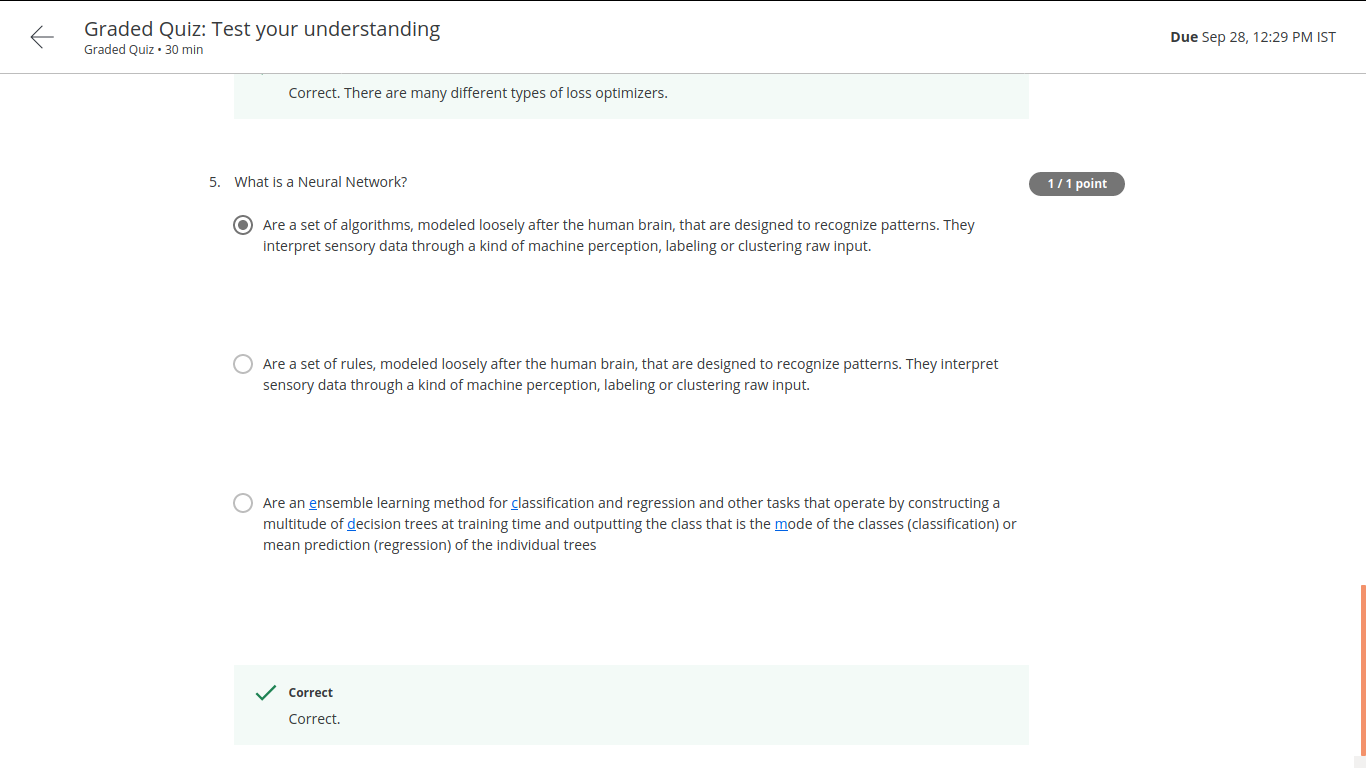 Graded Quiz: Test your understanding
Graded Quiz • 30 min
Due Sep 28, 12:29 PM IST
Correct. There are many different types of loss optimizers.
5. What is a Neural Network?
1 / 1 point
Are a set of algorithms, modeled loosely after the human brain, that are designed to recognize patterns. They
interpret sensory data through a kind of machine perception, labeling or clustering raw input.
Are a set of rules, modeled loosely after the human brain, that are designed to recognize patterns. They interpret
sensory data through a kind of machine perception, labeling or clustering raw input.
Are an ensemble learning method for classification and regression and other tasks that operate by constructing a
multitude of decision trees at training time and outputting the class that is the mode of the classes (classification) or
mean prediction (regression) of the individual trees
Correct
Correct.